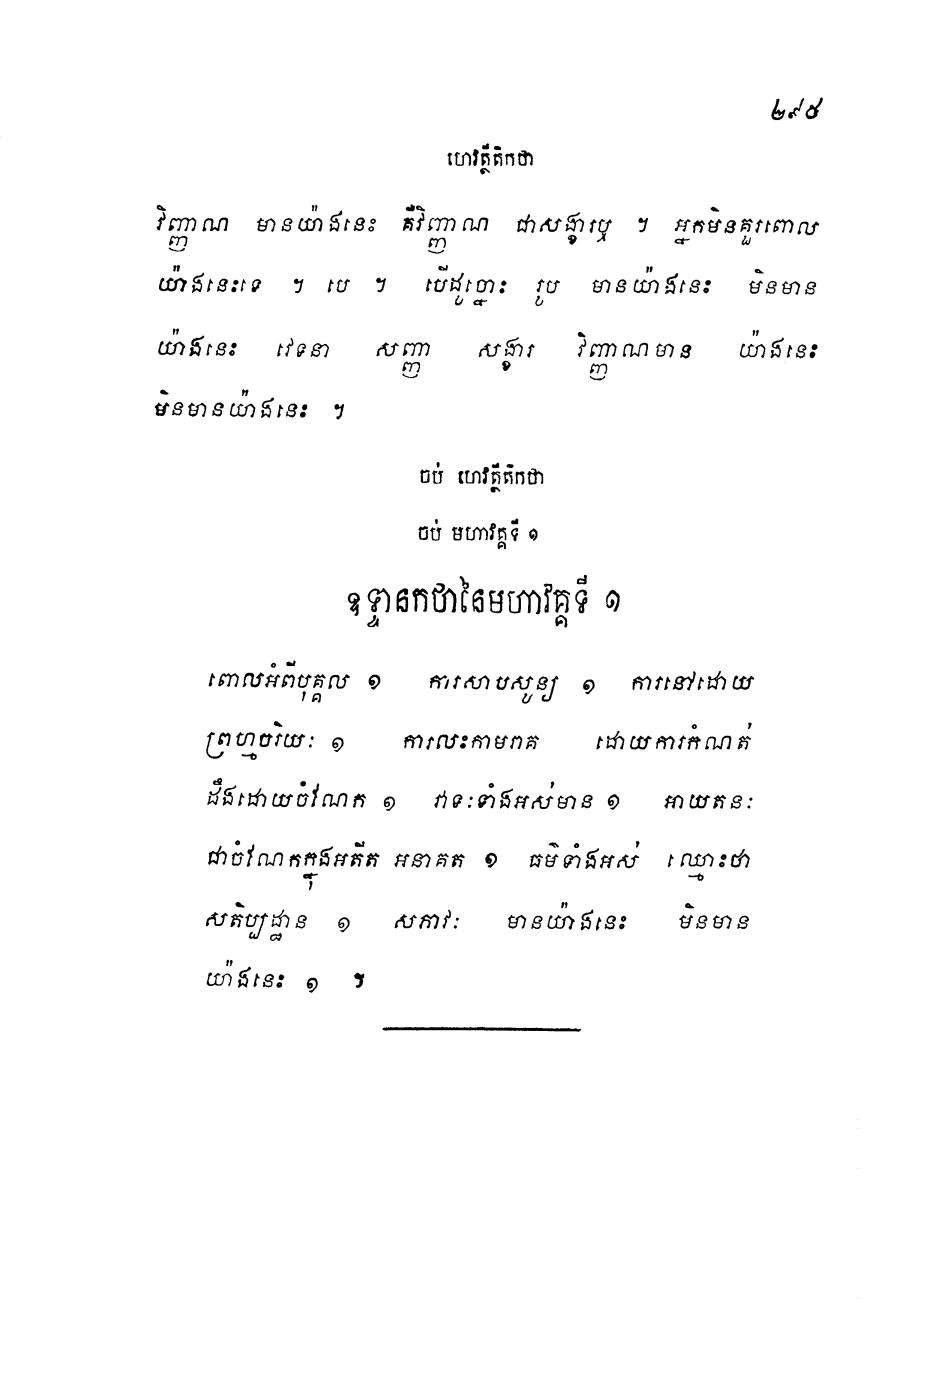 ២៩៥
ហេវត្ថីតិកថា
វិញ្ញាណ មានយ៉ាងនេះ គឺវិញ្ញាណ ជាសង្ខារឬ ។ អ្នកមិនគួរពោល
យ៉ាងនេះទេ ។ បេ ។ បើដូច្នោះ រូប មានយ៉ាងនេះ មិនមាន
យ៉ាងនេះ វេទនា សញ្ញា សង្ខារ វិញ្ញាណមាន យ៉ាងនេះ
មិនមានយ៉ាងនេះ ។
ចប់ ហេវត្ថីតិកថា
ចប់ មហាវគ្គទី ១
ឧទ្ទានកថានៃមហាវគ្គទី ១
ពោលអំពីបុគ្គល ១ ការសាបសូន្យ ១ ការនៅដោយ
ព្រហ្មចរិយៈ ១ ការលះកាមរាគ ដោយការកំណត់
ដឹងដោយចំណែក ១ វាទៈទាំងអស់មាន ១ អាយតនៈ
ជាចំណែកក្នុងអតីត អនាគត ១ ធម៌ទាំងអស់ ឈ្មោះថា
សតិប្បដ្ឋាន ១ សភាវៈ មានយ៉ាងនេះ មិនមាន
យ៉ាងនេះ ១ ។